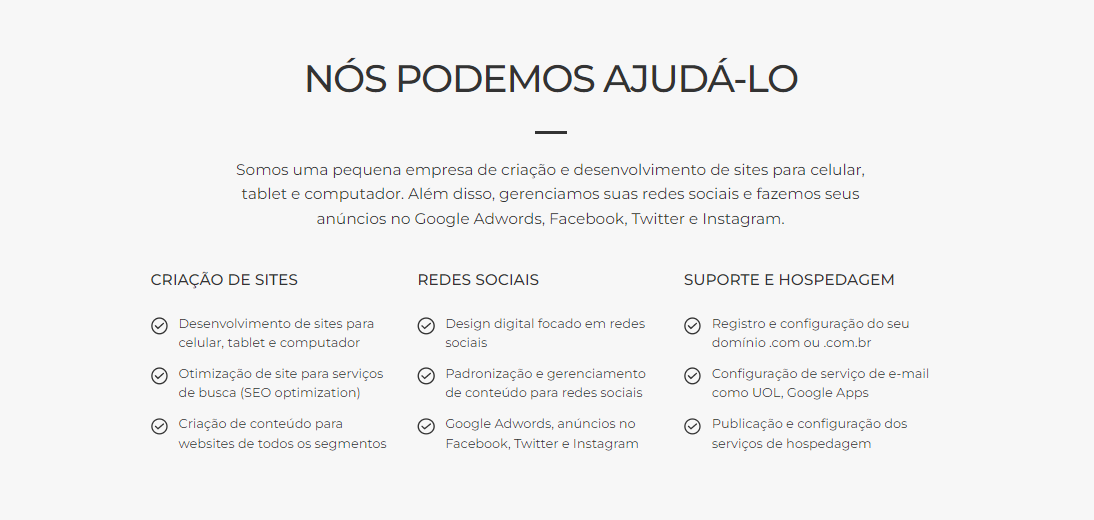 NÓS PODEMOS AJUDÁ-LO
Somos uma pequena empresa de criação e desenvolvimento de sites para celular,
tablet e computador. Além disso, gerenciamos suas redes sociais e fazemos seus
anúncios no Google Adwords, Facebook, Twitter e Instagram.
CRIAÇÃO DE SITES
Desenvolvimento de sites para
celular, tablet e computador
Otimização de site para serviços
de busca (SEO optimization)
Criação de conteúdo para
websites de todos os segmentos
REDES SOCIAIS
Design digital focado em redes
sociais
Padronização e gerenciamento
de conteúdo para redes sociais
Google Adwords, anúncios no
Facebook, Twitter e Instagram
SUPORTE E HOSPEDAGEM
Registro e configuração do seu
domínio .com ou .com.br
Configuração de serviço de e-mail
como UOL, Google Apps
Publicação e configuração dos
serviços de hospedagem